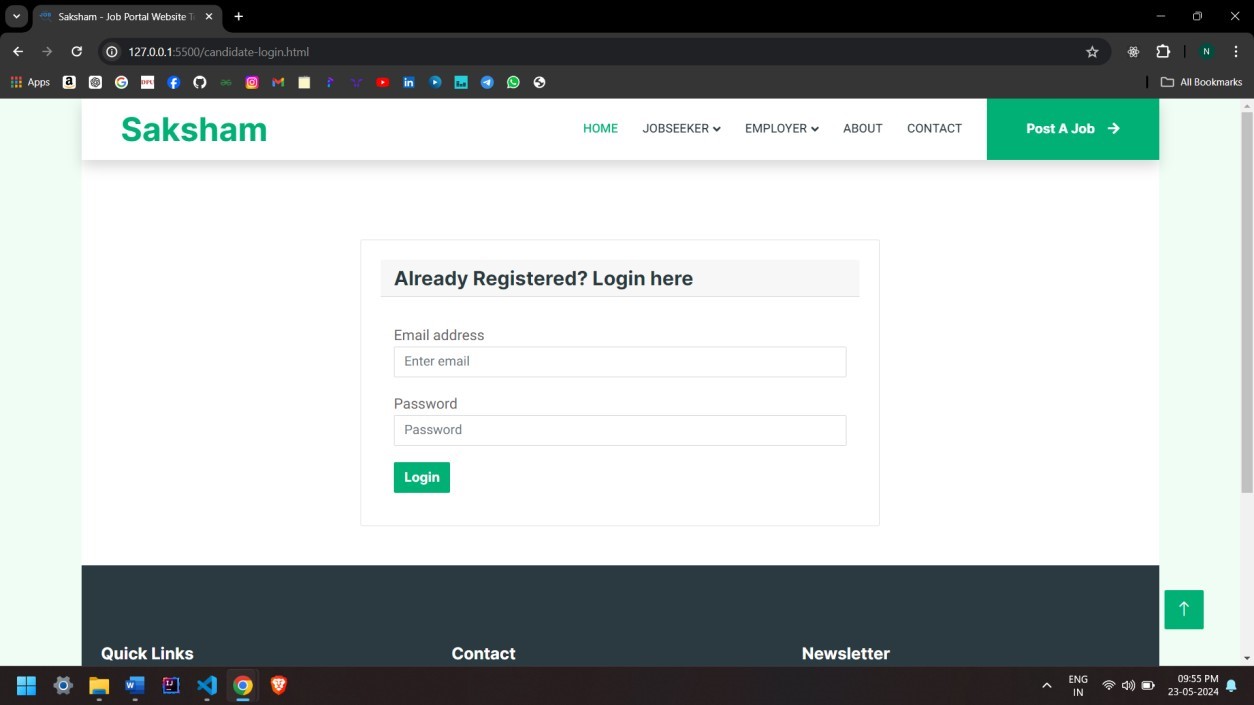 Saksham - Job Portal Website T
127.0.0.1:5500/candidate-login.html
N
Apps
All Bookmarks
Saksham
HOME
JOBSEEKER
EMPLOYER
ABOUT
CONTACT
Post A Job
Already Registered? Login here
Email address
Enter email
Password
Password
Login
Quick Links
Contact
Newsletter
ENG
IN
09:55 PM
23-05-2024